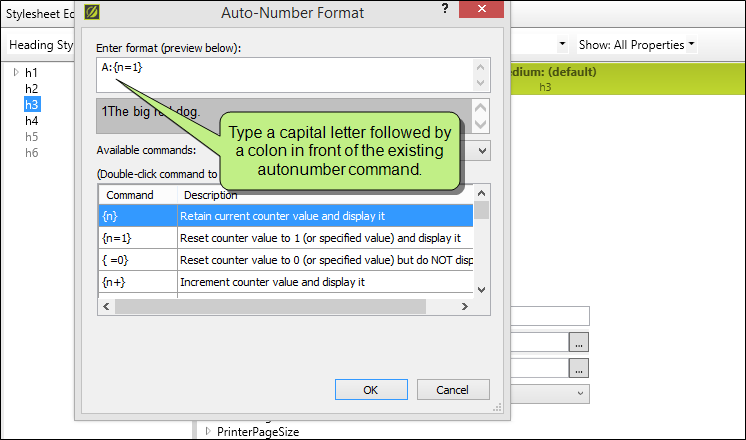 Stylesheet Ed
Auto-Number Format
?
Heading Sty
Show: All Properties
h1
h2
h3
h4
h5
h6
edium: (default)
h3
Enter format (preview below):
A:{n=1}
1The big red dog.
Type a capital letter followed by
a colon in front of the existing
autonumber command.
Available commands:
(Double-click command to
Command Description
{n} Retain current counter value and display it
{n=1} Reset counter value to 1 (or specified value) and display it
{ =0} Reset counter value to 0 (or specified value) but do NOT disp
{n+} Increment counter value and display it
...
...
OK Cancel
PrinterPageSize